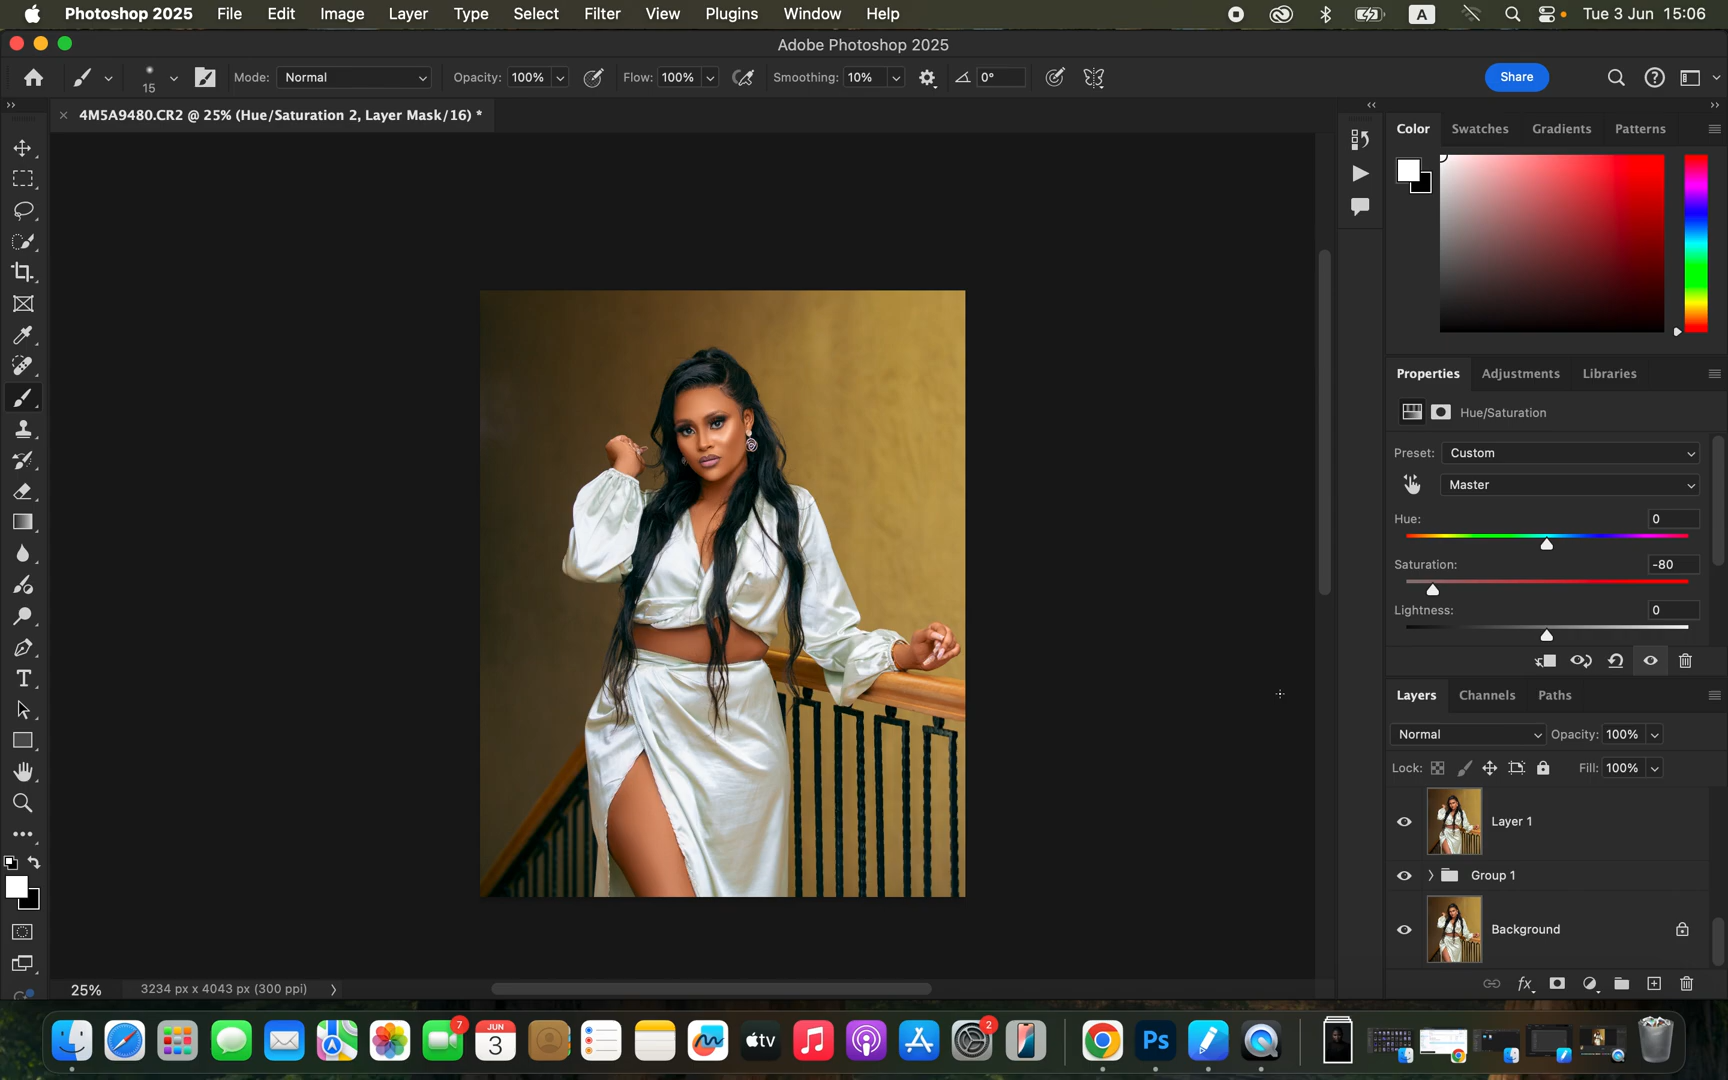 Photoshop 2025 File Edit Image Layer Type Select Filter View Plugins Window Help A Tue 3 Jun 15:06
Adobe Photoshop 2025
15 Mode: Normal Opacity: 100% Flow: 100% Smoothing: 10% 0° Share
× 4M5A9480.CR2 @ 25% (Hue/Saturation 2, Layer Mask/16) *
Color Swatches Gradients Patterns
Properties Adjustments Libraries
Hue/Saturation
Preset: Custom
Master
Hue: 0
Saturation: -80
Lightness: 0
Layers Channels Paths
Normal Opacity: 100%
Lock: Fill: 100%
Layer 1
Group 1
Background
fx
25% 3234 px x 4043 px (300 ppi)
7
JUN
3
tv
2
Ps